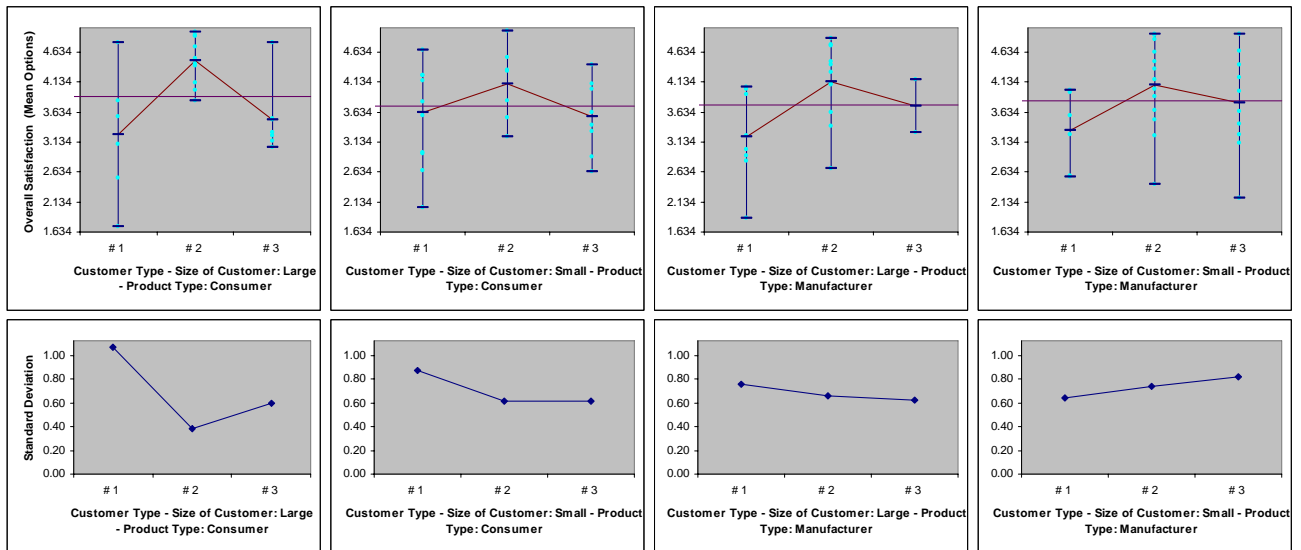 Overall Satisfaction (Mean Options)
4.634
4.134
3.634
3.134
2.634
2.134
1.634
# 1 # 2 # 3
Customer Type - Size of Customer: Large
- Product Type: Consumer
4.634
4.134
3.634
3.134
2.634
2.134
1.634
# 1 # 2 # 3
Customer Type - Size of Customer: Small - Product
Type: Consumer
4.634
4.134
3.634
3.134
2.634
2.134
1.634
# 1 # 2 # 3
Customer Type - Size of Customer: Large - Product
Type: Manufacturer
4.634
4.134
3.634
3.134
2.634
2.134
1.634
# 1 # 2 # 3
Customer Type - Size of Customer: Small - Product
Type: Manufacturer
Standard Deviation
1.00
0.80
0.60
0.40
0.20
0.00
# 1 # 2 # 3
Customer Type - Size of Customer: Large
- Product Type: Consumer
1.00
0.80
0.60
0.40
0.20
0.00
# 1 # 2 # 3
Customer Type - Size of Customer: Small - Product
Type: Consumer
1.00
0.80
0.60
0.40
0.20
0.00
# 1 # 2 # 3
Customer Type - Size of Customer: Large - Product
Type: Manufacturer
1.00
0.80
0.60
0.40
0.20
0.00
# 1 # 2 # 3
Customer Type - Size of Customer: Small - Product
Type: Manufacturer